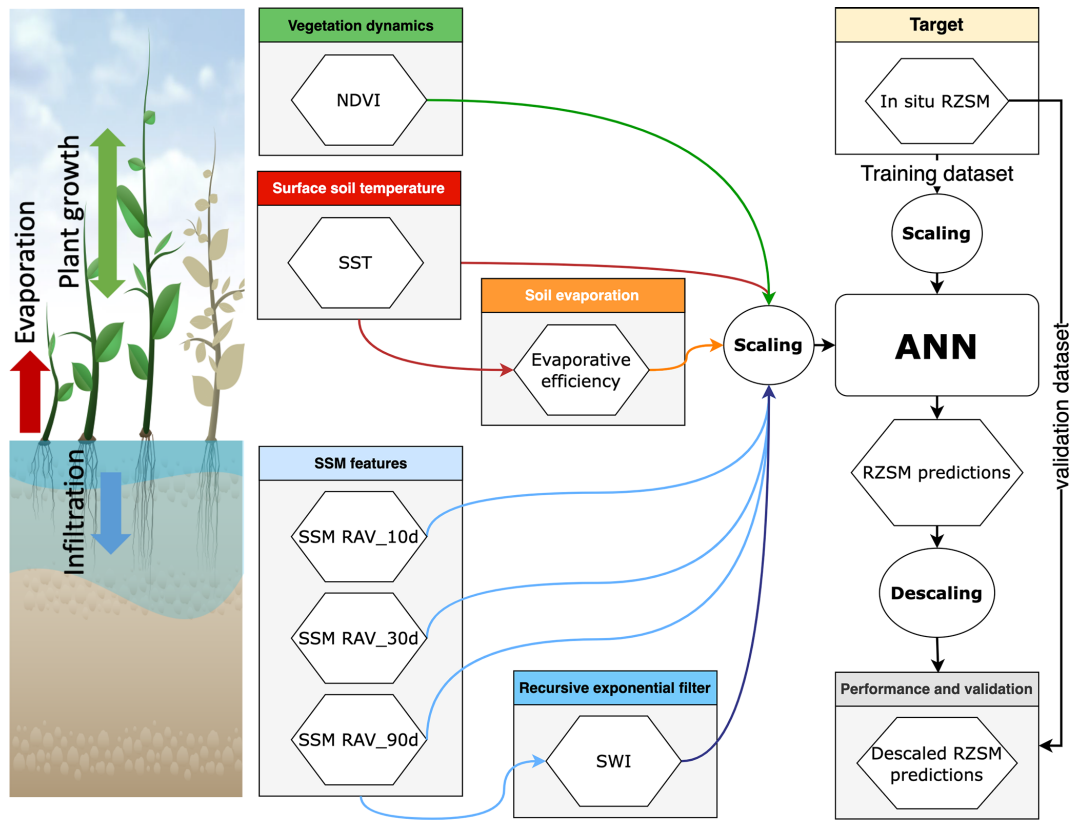 Evaporation
Plant growth
Infiltration
Vegetation dynamics
NDVI
Surface soil temperature
SST
Soil evaporation
Evaporative
efficiency
SSM features
SSM RAV_10d
SSM RAV_30d
SSM RAV_90d
Recursive exponential filter
SWI
Scaling
Target
In situ RZSM
Training dataset
Scaling
ANN
RZSM predictions
Descaling
Performance and validation
Descaled RZSM
predictions
validation dataset